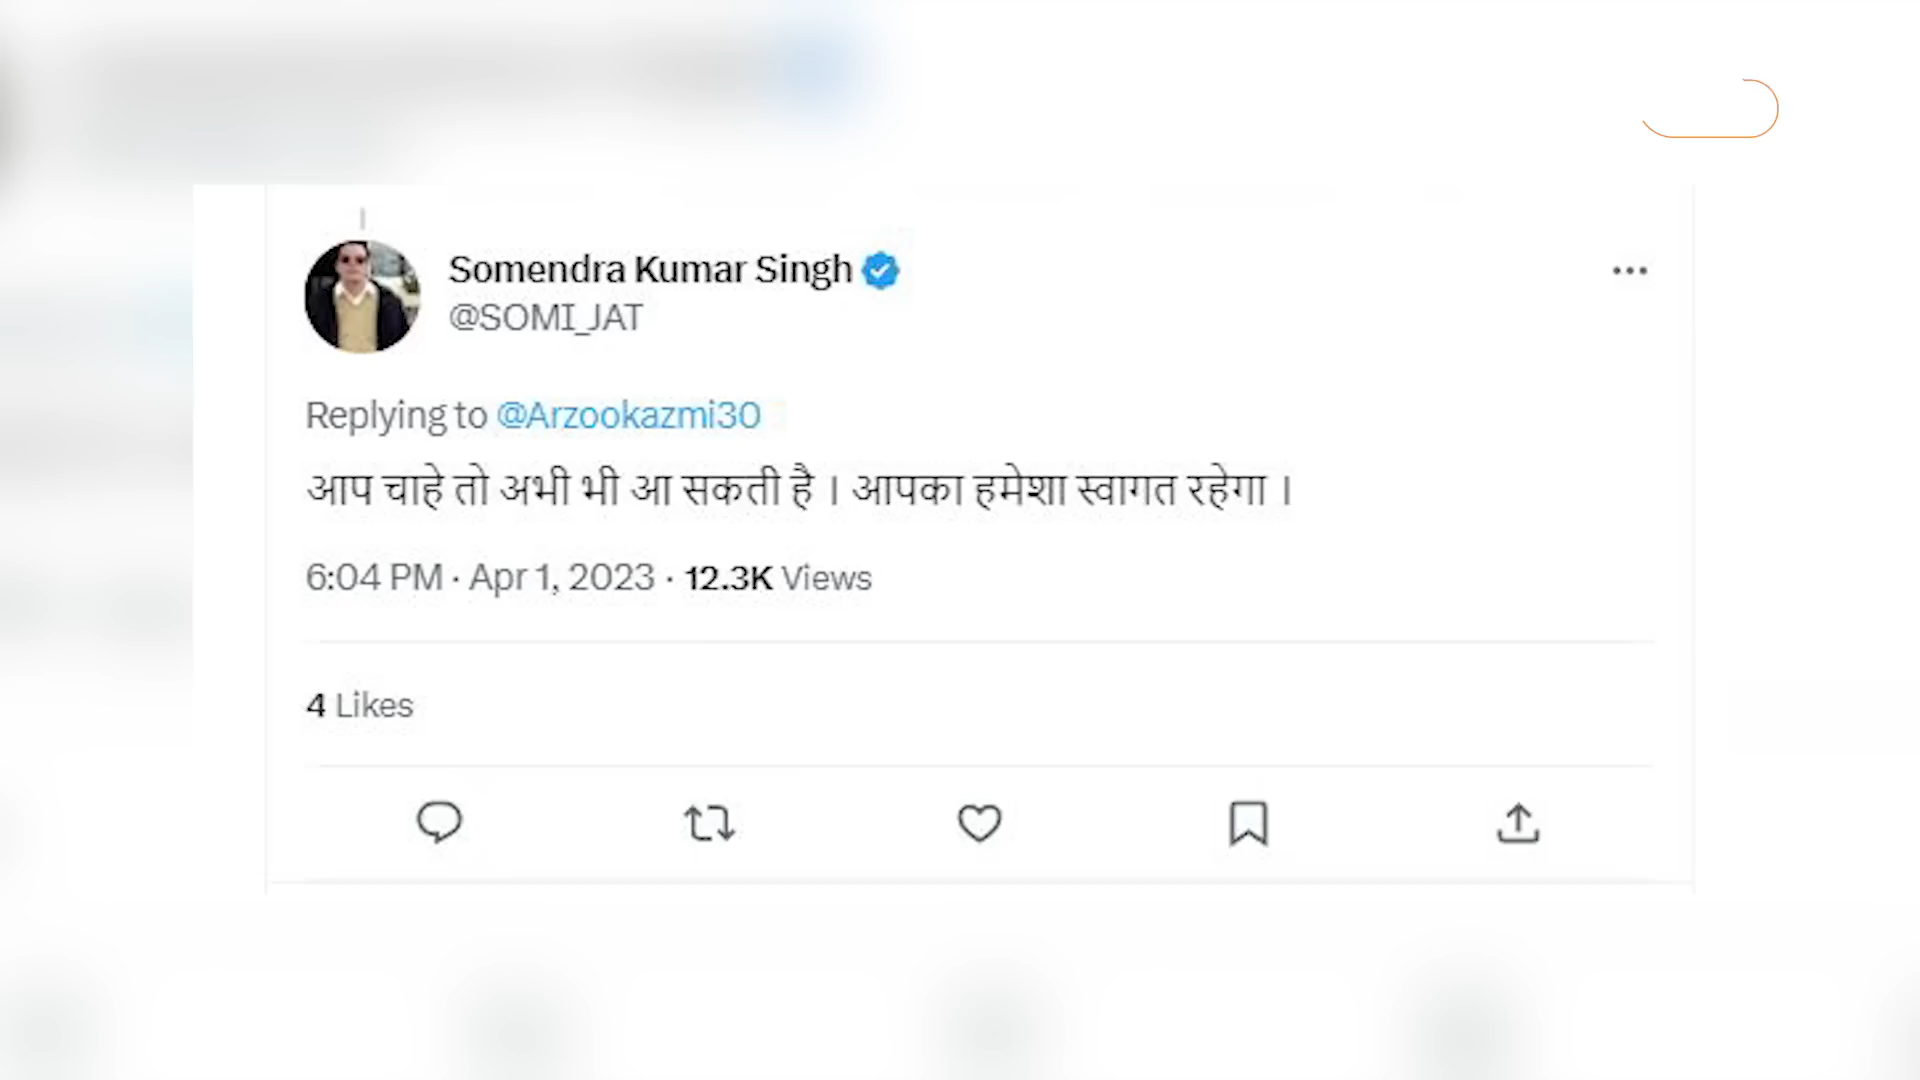 Somendra Kumar Singh
@SOMI_JAT
Replying to @Arzookazmi30
आप चाहे तो अभी भी आ सकती है । आपका हमेशा स्वागत रहेगा ।
6:04 PM · Apr 1, 2023 · 12.3K Views
4 Likes